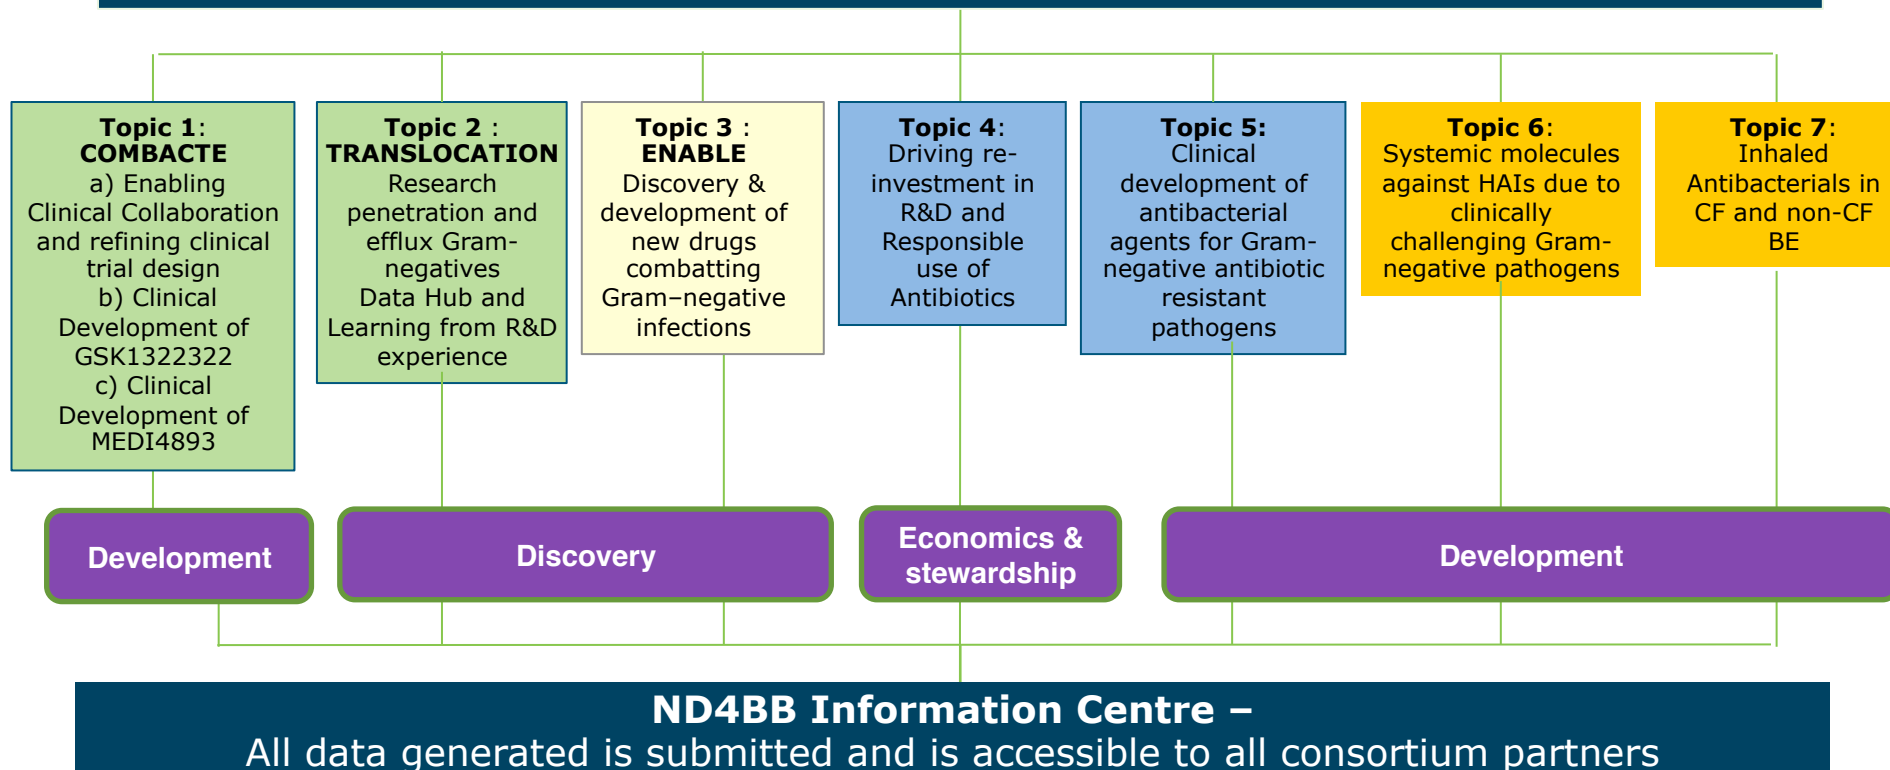 Topic 1:
COMBACTE
a) Enabling
Clinical Collaboration
and refining clinical
trial design
b) Clinical
Development of
GSK1322322
c) Clinical
Development of
MEDI4893
Topic 2 :
TRANSLOCATION
Research
penetration and
efflux Gram-
negatives
Data Hub and
Learning from R&D
experience
Topic 3 :
ENABLE
Discovery &
development of
new drugs
combatting
Gram–negative
infections
Topic 4:
Driving re-
investment in
R&D and
Responsible
use of
Antibiotics
Topic 5:
Clinical
development of
antibacterial
agents for Gram-
negative antibiotic
resistant
pathogens
Topic 6:
Systemic molecules
against HAIs due to
clinically
challenging Gram-
negative pathogens
Topic 7:
Inhaled
Antibacterials in
CF and non-CF
BE
Development
Discovery
Economics &
stewardship
Development
ND4BB Information Centre –
All data generated is submitted and is accessible to all consortium partners